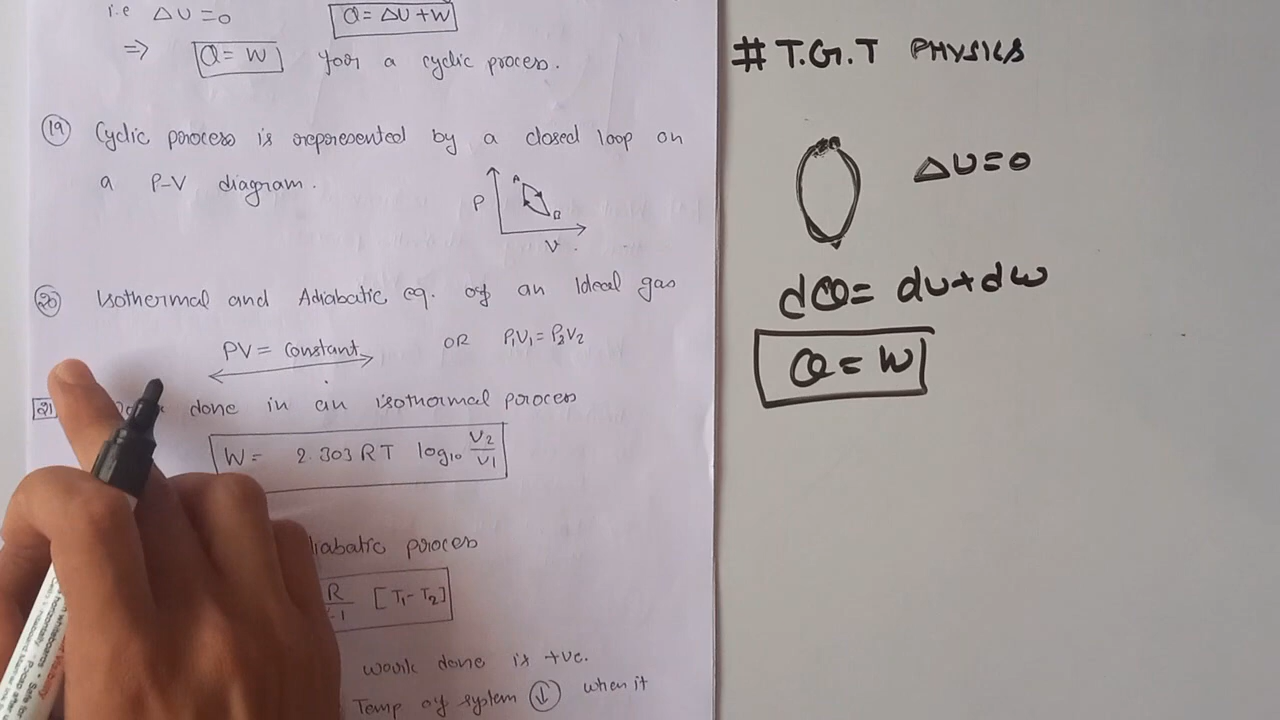 i.e ΔU=0 Q= ΔU+W
⇒ Q= W for a cyclic process.
(19) Cyclic process is represented by a closed loop on
a P-V diagram.
A
P
B
V
(20) Isothermal and Adiabatic eq. of an Ideal gas
PV= Constant OR P₁V₁= P₂V₂
21 done in an isothermal process
W= 2.303 RT log₁₀ V₂/V₁
process
R [T₁-T₂]
work done is +ve.
Temp of system ↓ when it
# T.G.T PHYSICS
ΔU=0
dQ= dU+dW
Q= W